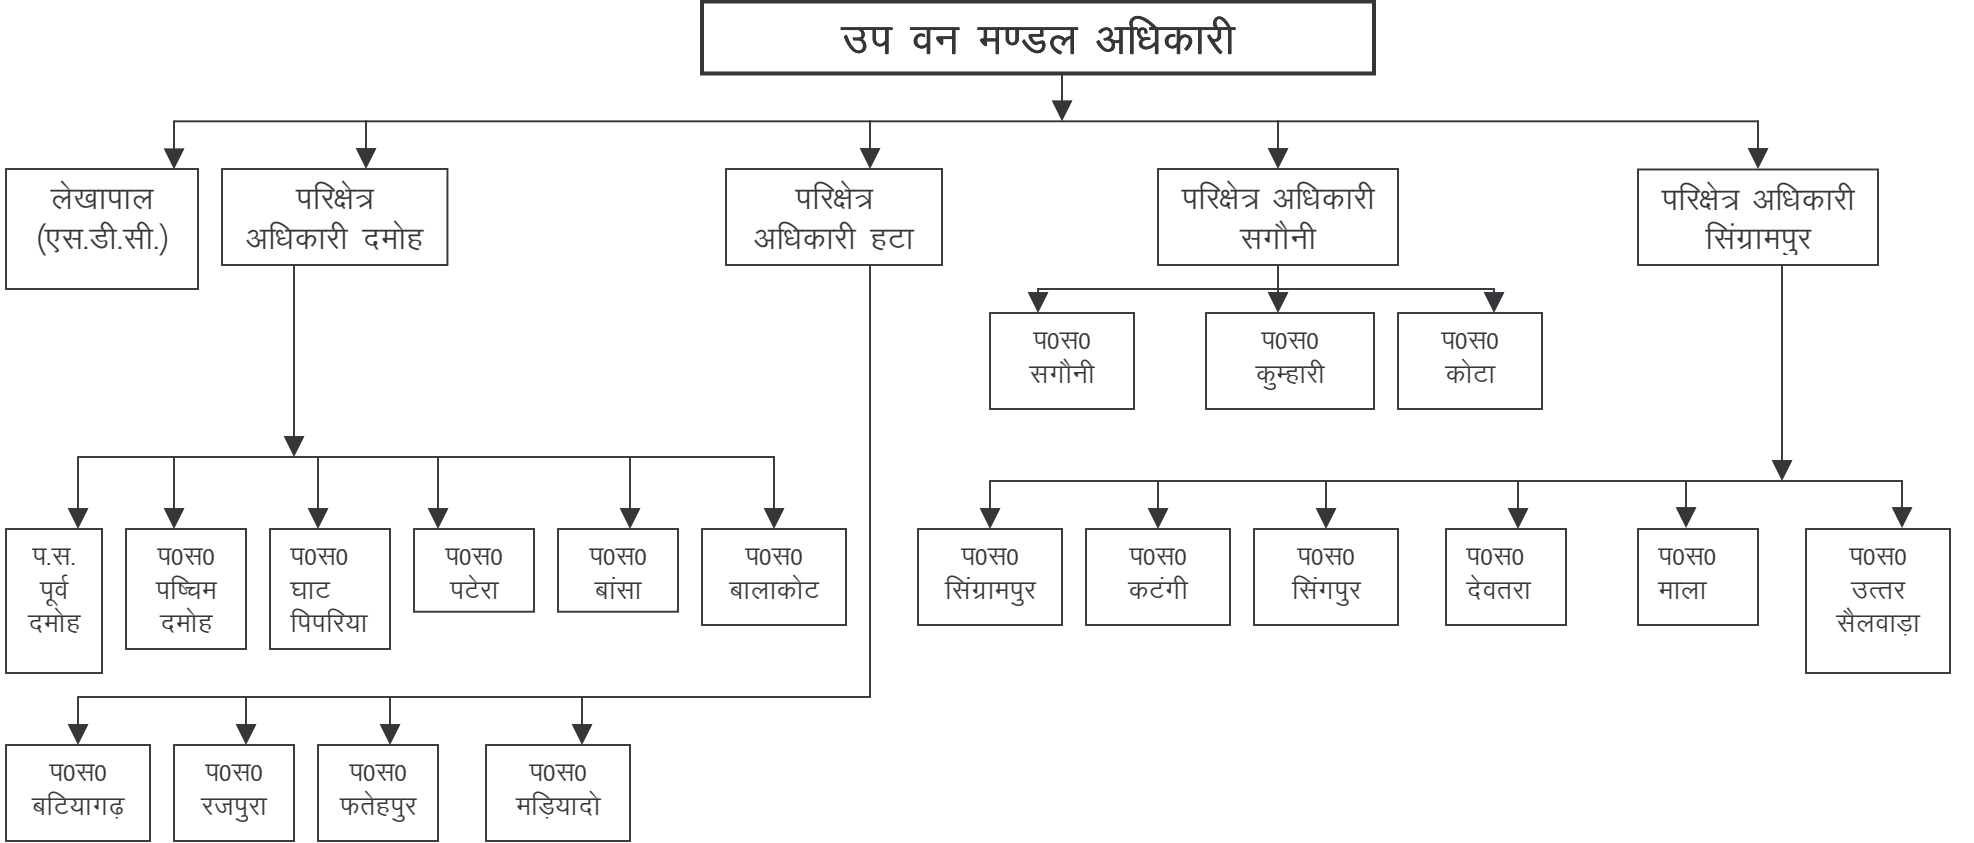 उप वन मण्डल अधिकारी
लेखापाल
(एस.डी.सी.)
परिक्षेत्र
अधिकारी दमोह
परिक्षेत्र
अधिकारी हटा
परिक्षेत्र अधिकारी
सगौनी
परिक्षेत्र अधिकारी
सिंग्रामपुर
प0स0
सगौनी
प0स0
कुम्हारी
प0स0
कोटा
प.स.
पूर्व
दमोह
प0स0
पष्चिम
दमोह
प0स0
घाट
पिपरिया
प0स0
पटेरा
प0स0
बांसा
प0स0
बालाकोट
प0स0
सिंग्रामपुर
प0स0
कटंगी
प0स0
सिंगपुर
प0स0
देवतरा
प0स0
माला
प0स0
उत्तर
सैलवाड़ा
प0स0
बटियागढ़
प0स0
रजपुरा
प0स0
फतेहपुर
प0स0
मड़ियादो